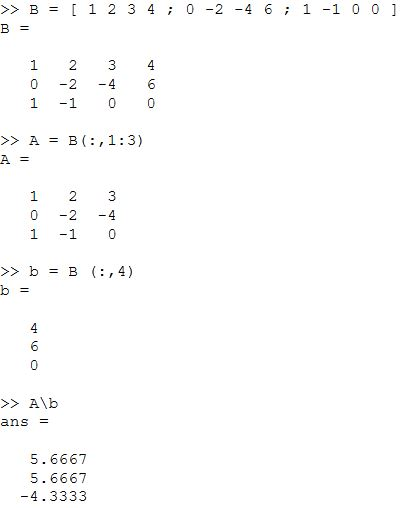 >> B = [ 1 2 3 4 ; 0 -2 -4 6 ; 1 -1 0 0 ]
B =
1 2 3 4
0 -2 -4 6
1 -1 0 0
>> A = B(:,1:3)
A =
1 2 3
0 -2 -4
1 -1 0
>> b = B (:,4)
b =
4
6
0
>> A\b
ans =
5.6667
5.6667
-4.3333